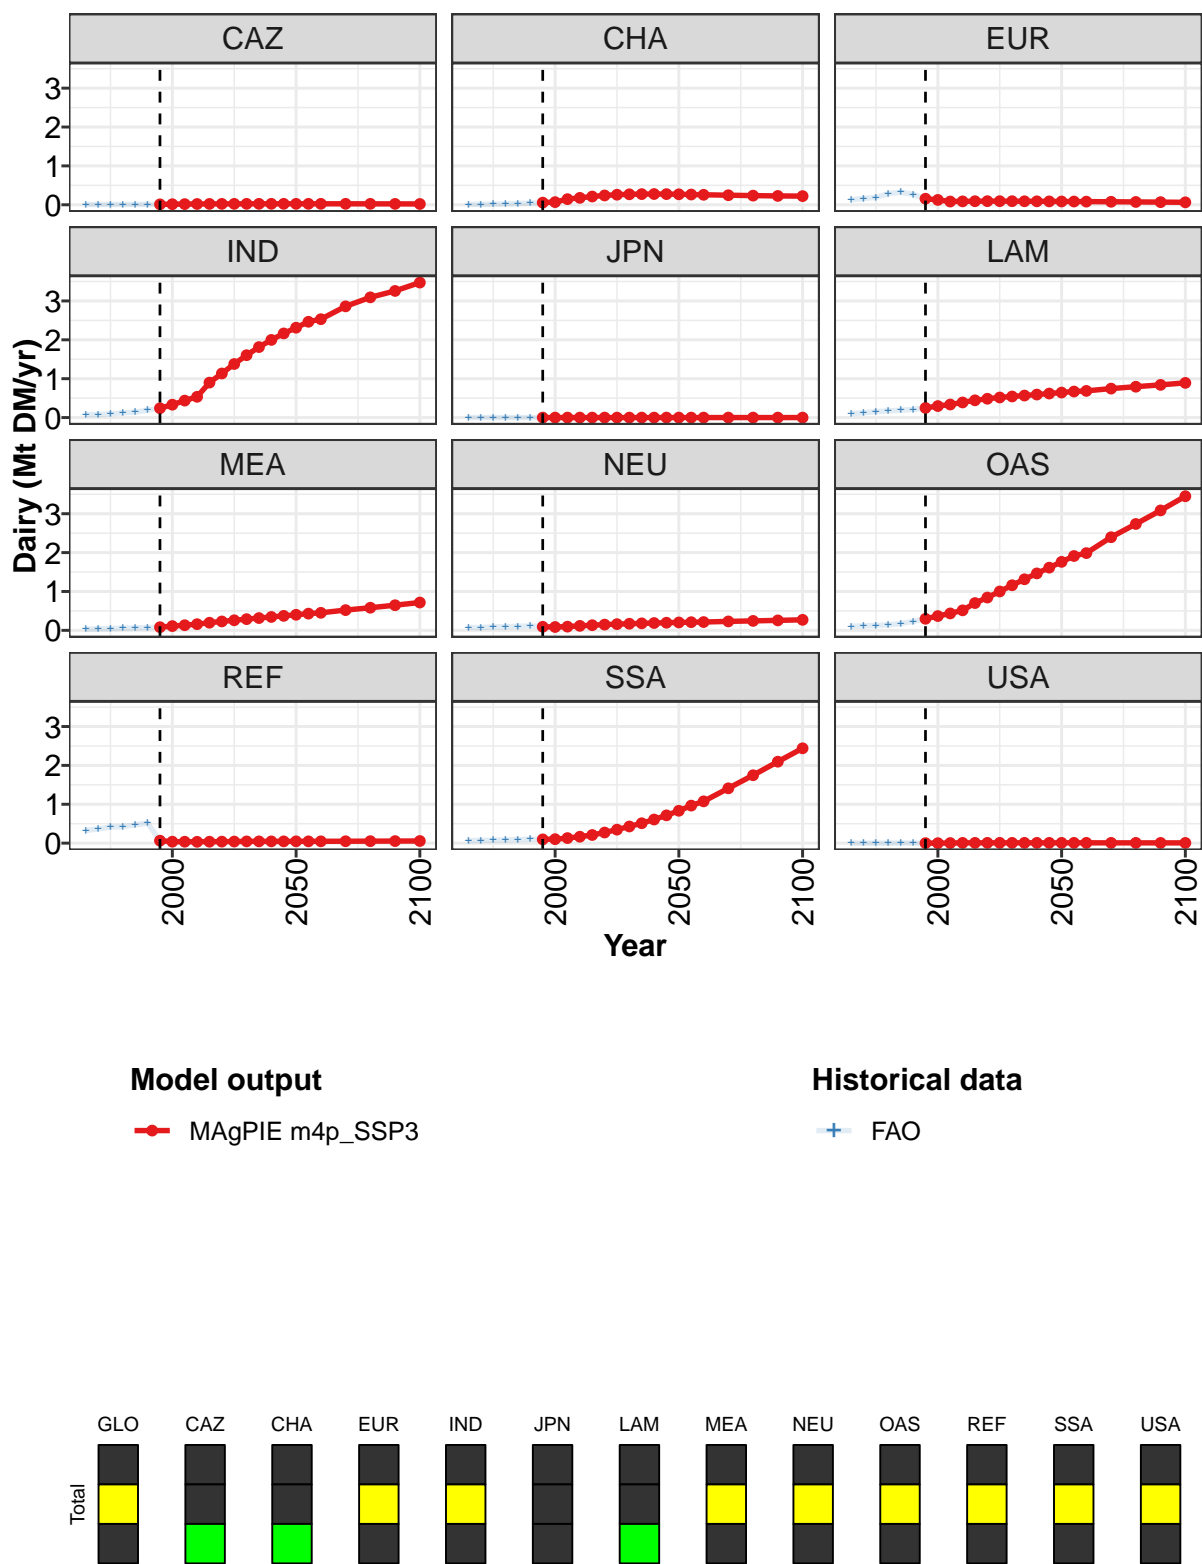 CAZ CHA EUR
3
2
1
0
IND JPN LAM
3
2
1
0
Dairy (Mt DM/yr)
MEA NEU OAS
3
2
1
0
REF SSA USA
3
2
1
0
2000 2050 2100 2000 2050 2100 2000 2050 2100
Year
Model output Historical data
MAgPIE m4p_SSP3 FAO
GLO CAZ CHA EUR IND JPN LAM MEA NEU OAS REF SSA USA
Total